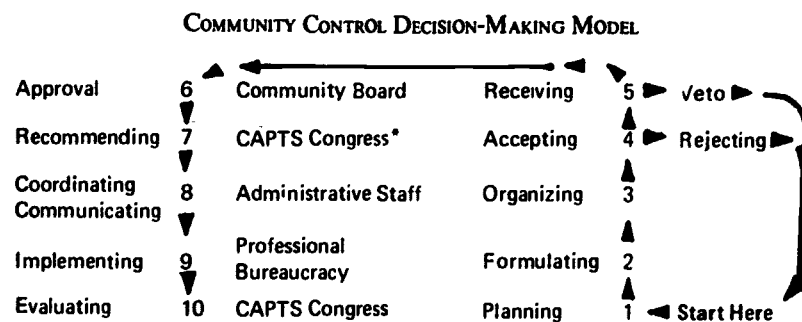 COMMUNITY CONTROL DECISION-MAKING MODEL
Approval 6 Community Board Receiving 5 Veto
Recommending 7 CAPTS Congress* Accepting 4 Rejecting
Coordinating
Communicating 8 Administrative Staff Organizing 3
Implementing 9 Professional
Bureaucracy Formulating 2
Evaluating 10 CAPTS Congress Planning 1 Start Here